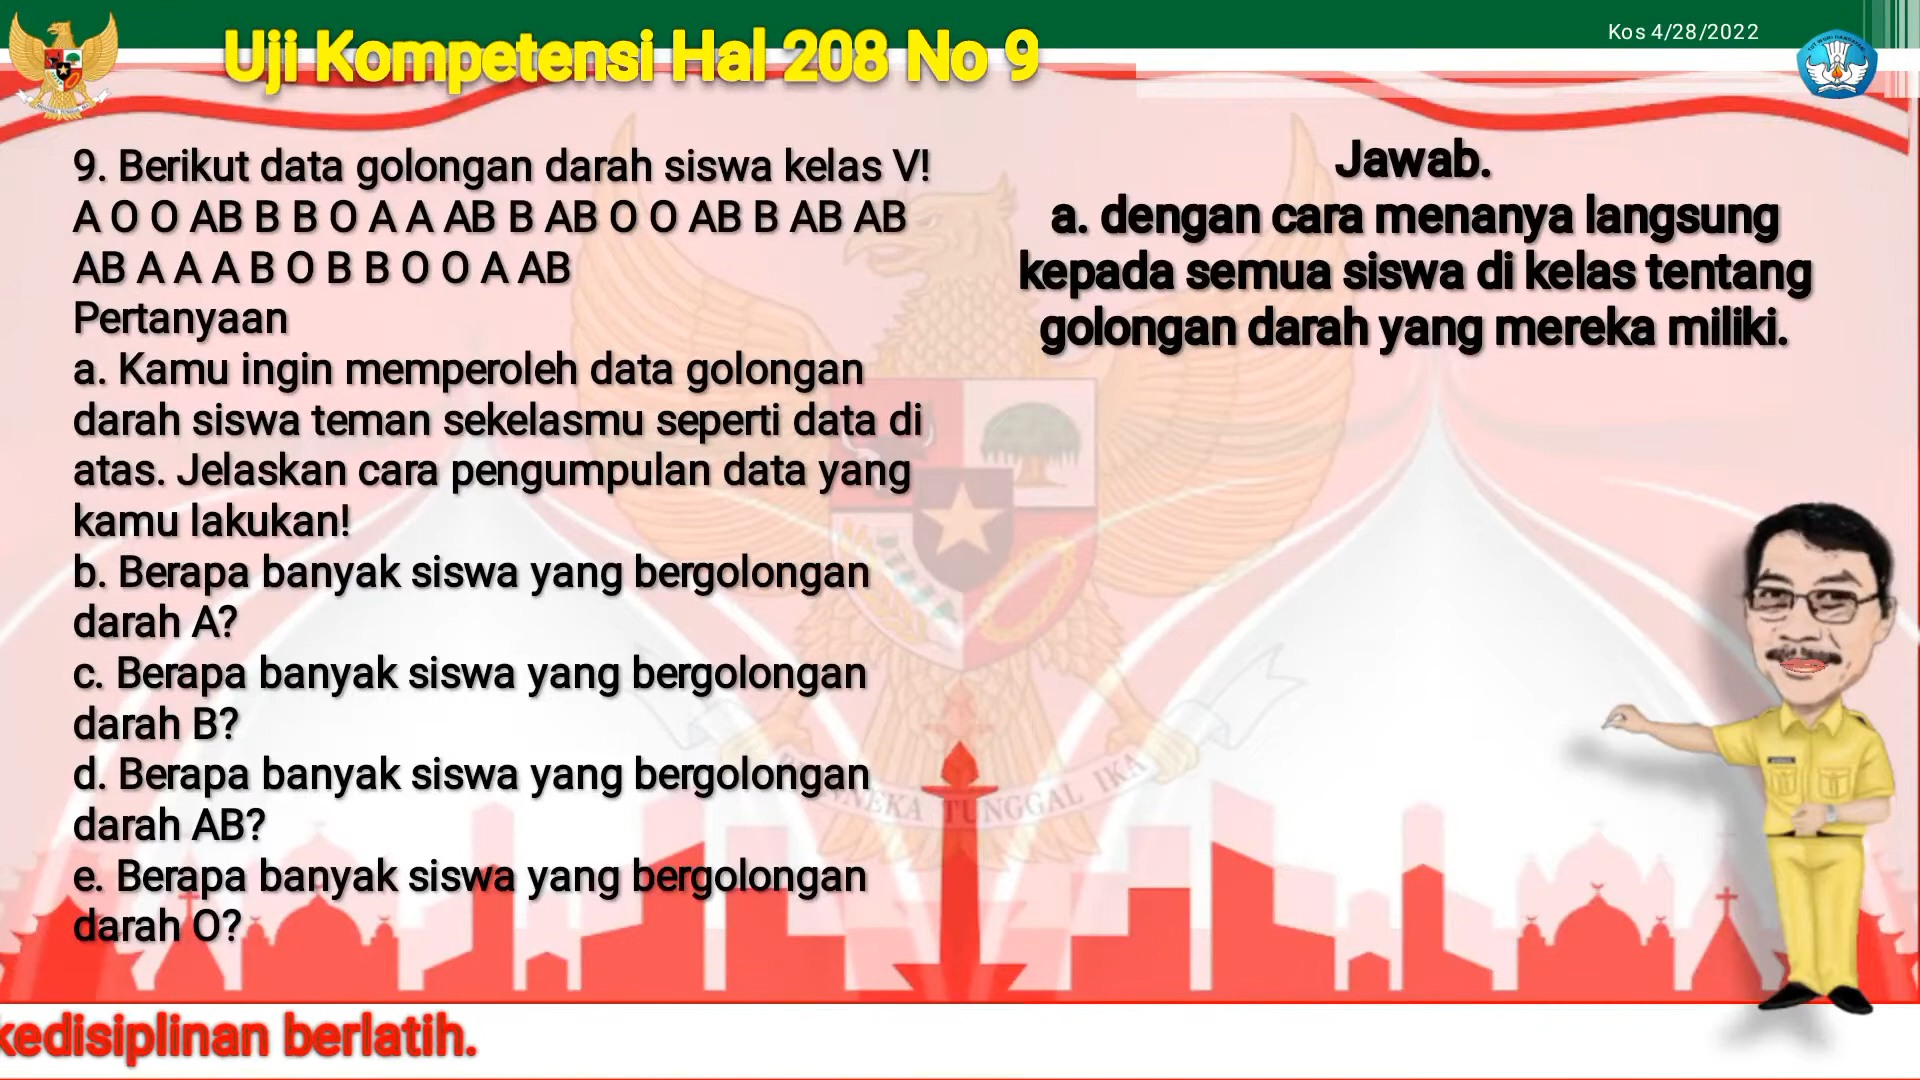 Kos 4/28/2022
Uji Kompetensi Hal 208 No 9
9. Berikut data golongan darah siswa kelas V!
A O O AB B B O A A AB B AB O O AB B AB AB
AB A A A B O B B O O A AB
Pertanyaan
a. Kamu ingin memperoleh data golongan
darah siswa teman sekelasmu seperti data di
atas. Jelaskan cara pengumpulan data yang
kamu lakukan!
b. Berapa banyak siswa yang bergolongan
darah A?
c. Berapa banyak siswa yang bergolongan
darah B?
d. Berapa banyak siswa yang bergolongan
darah AB?
e. Berapa banyak siswa yang bergolongan
darah O?
Jawab.
a. dengan cara menanya langsung
kepada semua siswa di kelas tentang
golongan darah yang mereka miliki.
TUNGGAL IKA
kedisiplinan berlatih.